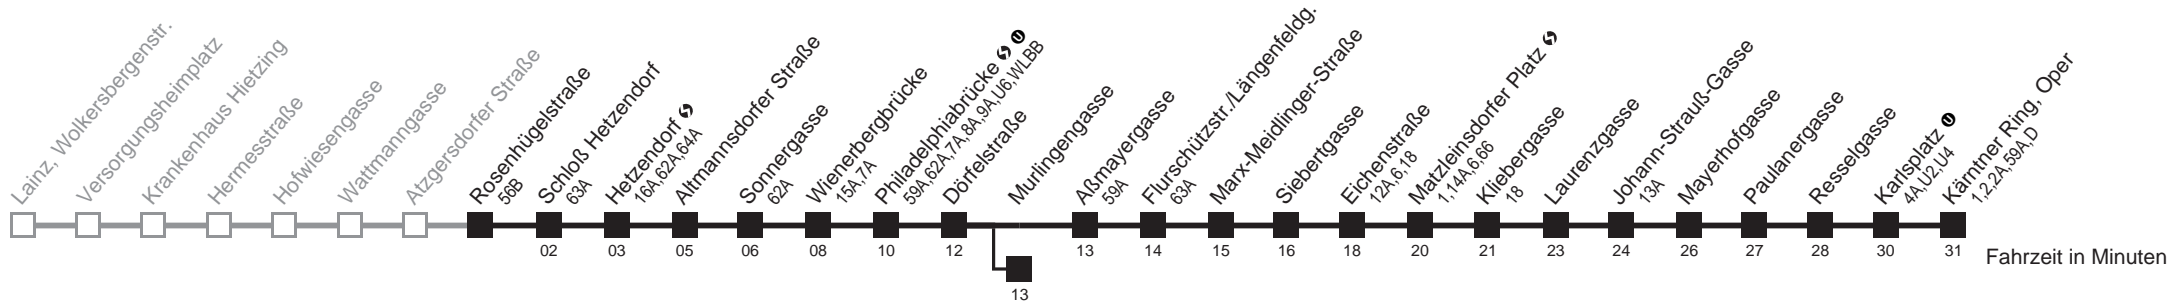 Lainz, Wolkersbergenstr.
Versorgungsheimplatz
Krankenhaus Hietzing
Hermesstraße
Hofwiesengasse
Wattmanngasse
Atzgersdorfer Straße
Rosenhügelstraße
56B
Schloß Hetzendorf
63A
Hetzendorf
16A,62A,64A
Altmannsdorfer Straße
Sonnergasse
62A
Wienerbergbrücke
15A,7A
Philadelphiabrücke U
59A,62A,7A,8A,9A,U6,WLBB
Dörfelstraße
Murlingengasse
Aßmayergasse
59A
Flurschützstr./Längenfeldg.
63A
Marx-Meidlinger-Straße
Siebertgasse
Eichenstraße
12A,6,18
Matzleinsdorfer Platz
1,14A,6,66
Kliebergasse
18
Laurenzgasse
Johann-Strauß-Gasse
13A
Mayerhofgasse
Paulanergasse
Resselgasse
Karlsplatz U
4A,U2,U4
Kärntner Ring, Oper
1,2,2A,59A,D
02 03 05 06 08 10 12 13 14 15 16 18 20 21 23 24 26 27 28 30 31
Fahrzeit in Minuten
13